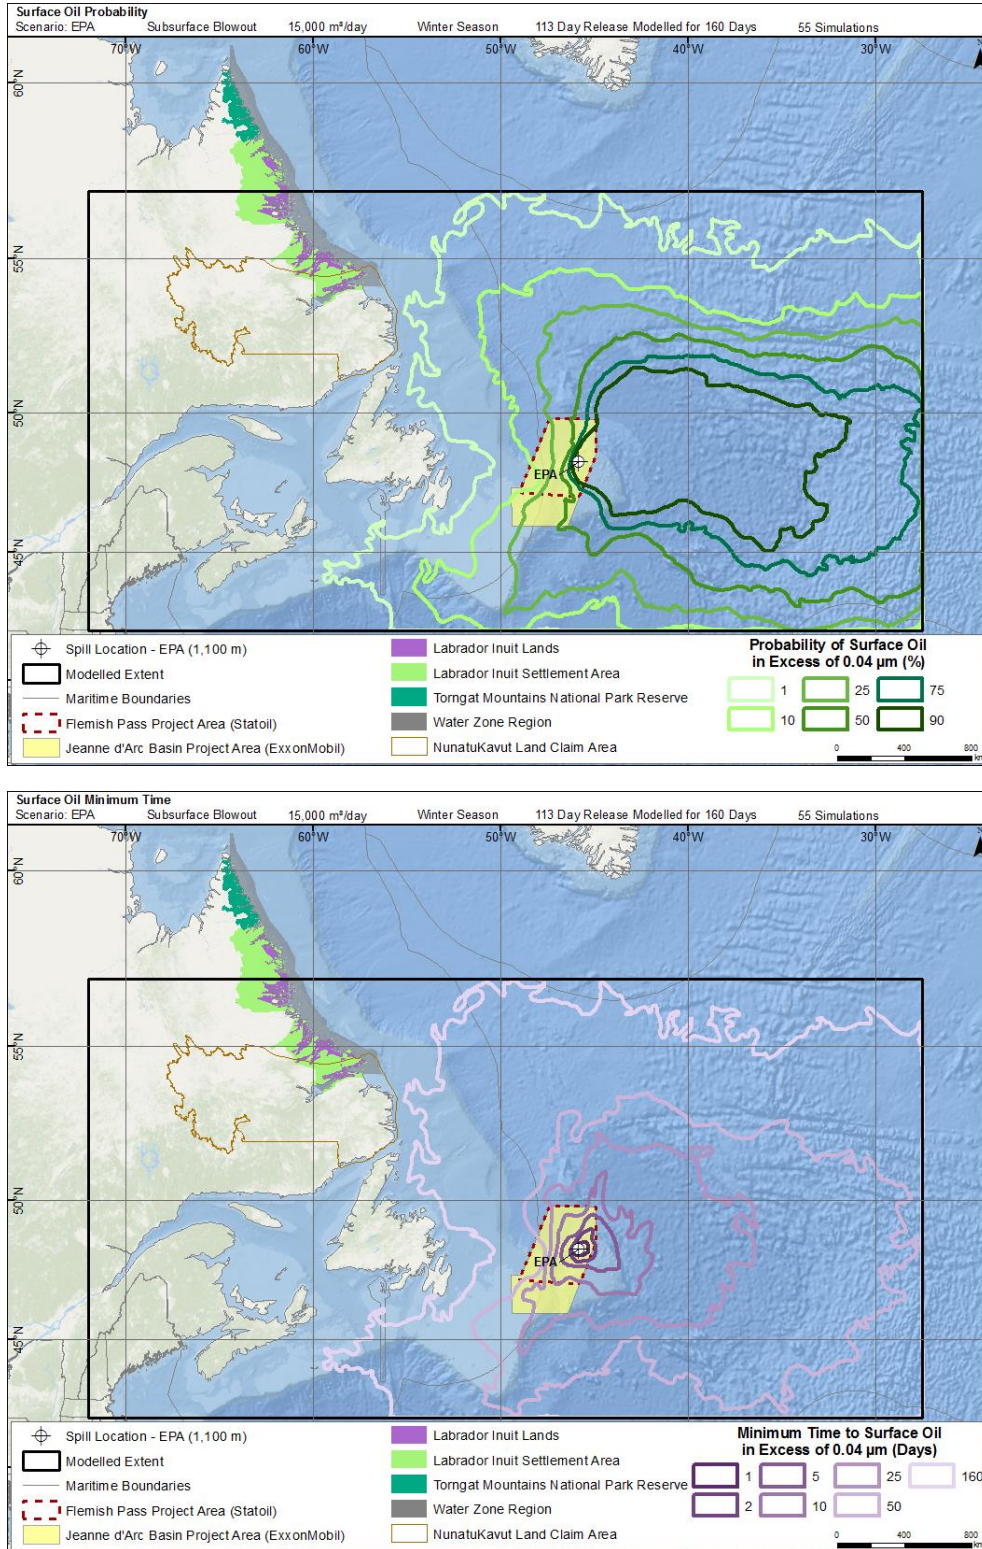 Surface Oil Probability
Scenario: EPA Subsurface Blowout 15,000 m³/day Winter Season 113 Day Release Modelled for 160 Days 55 Simulations
70°W 60°W 50°W 40°W 30°W
60°N
55°N
50°N
EPA
45°N
Spill Location - EPA (1,100 m)
Modelled Extent
Maritime Boundaries
Flemish Pass Project Area (Statoil)
Jeanne d'Arc Basin Project Area (ExxonMobil)
Labrador Inuit Lands
Labrador Inuit Settlement Area
Torngat Mountains National Park Reserve
Water Zone Region
NunatuKavut Land Claim Area
Probability of Surface Oil
in Excess of 0.04 µm (%)
1 25 75
10 50 90
0 400 800
km
Surface Oil Minimum Time
Scenario: EPA Subsurface Blowout 15,000 m³/day Winter Season 113 Day Release Modelled for 160 Days 55 Simulations
70°W 60°W 50°W 40°W 30°W
60°N
55°N
50°N
EPA
45°N
Spill Location - EPA (1,100 m)
Modelled Extent
Maritime Boundaries
Flemish Pass Project Area (Statoil)
Jeanne d'Arc Basin Project Area (ExxonMobil)
Labrador Inuit Lands
Labrador Inuit Settlement Area
Torngat Mountains National Park Reserve
Water Zone Region
NunatuKavut Land Claim Area
Minimum Time to Surface Oil
in Excess of 0.04 µm (Days)
1 5 25 160
2 10 50
0 400 800